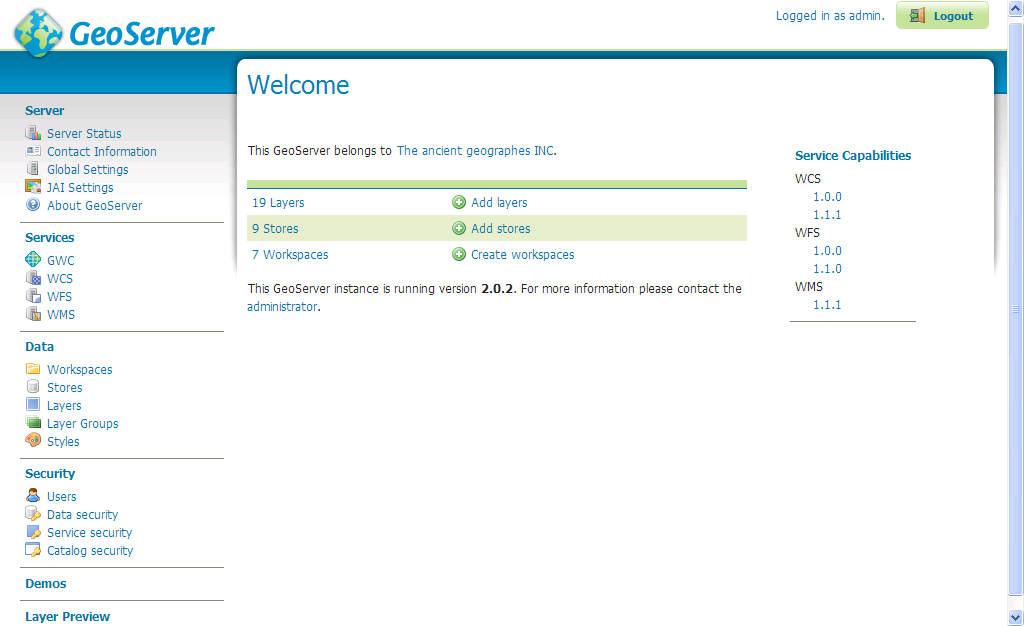 GeoServer
Logged in as admin.
Logout
Welcome
Server
Server Status
Contact Information
Global Settings
JAI Settings
About GeoServer
Services
GWC
WCS
WFS
WMS
Data
Workspaces
Stores
Layers
Layer Groups
Styles
Security
Users
Data security
Service security
Catalog security
Demos
Layer Preview
This GeoServer belongs to The ancient geographes INC.
19 Layers Add layers
9 Stores Add stores
7 Workspaces Create workspaces
This GeoServer instance is running version 2.0.2. For more information please contact the
administrator.
Service Capabilities
WCS
1.0.0
1.1.1
WFS
1.0.0
1.1.0
WMS
1.1.1